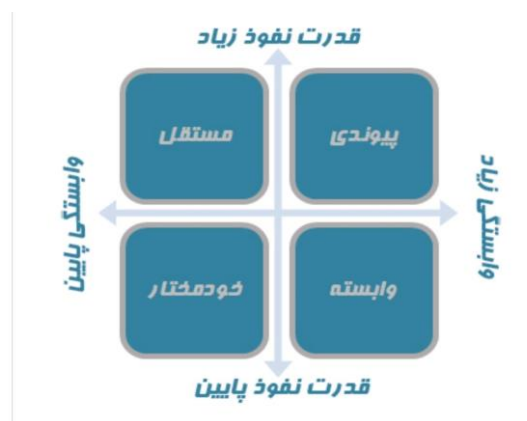 قدرت نفوذ زیاد
پیوندی
مستقل
وابستگی زیاد
وابستگی پایین
وابسته
خودمختار
قدرت نفوذ پایین